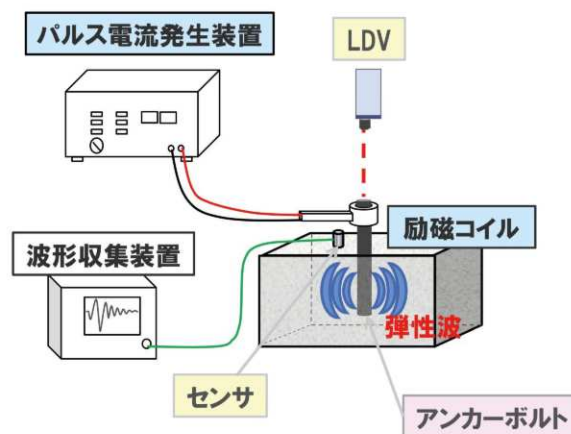 パルス電流発生装置
LDV
励磁コイル
波形収集装置
弾性波
センサ
アンカーボルト